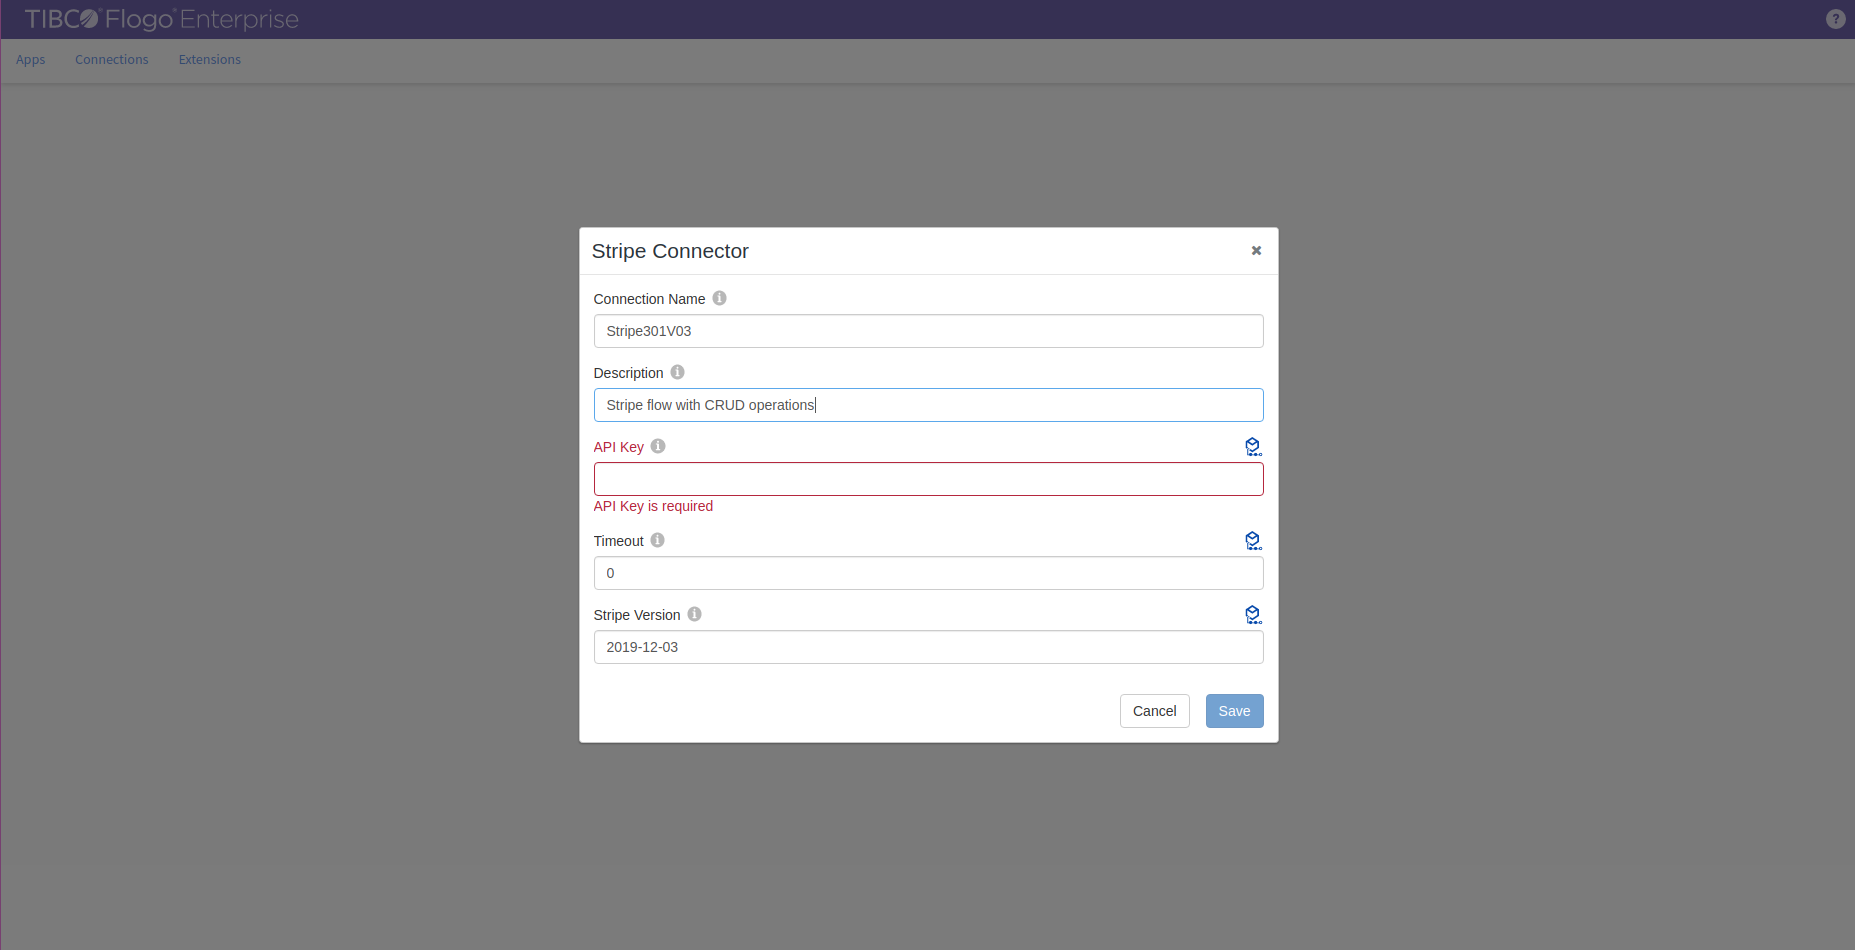 TIBCO® Flogo® Enterprise
?
Apps Connections Extensions
Stripe Connector
Connection Name
Stripe301V03
Description
Stripe flow with CRUD operations
API Key
API Key is required
Timeout
0
Stripe Version
2019-12-03
Cancel Save